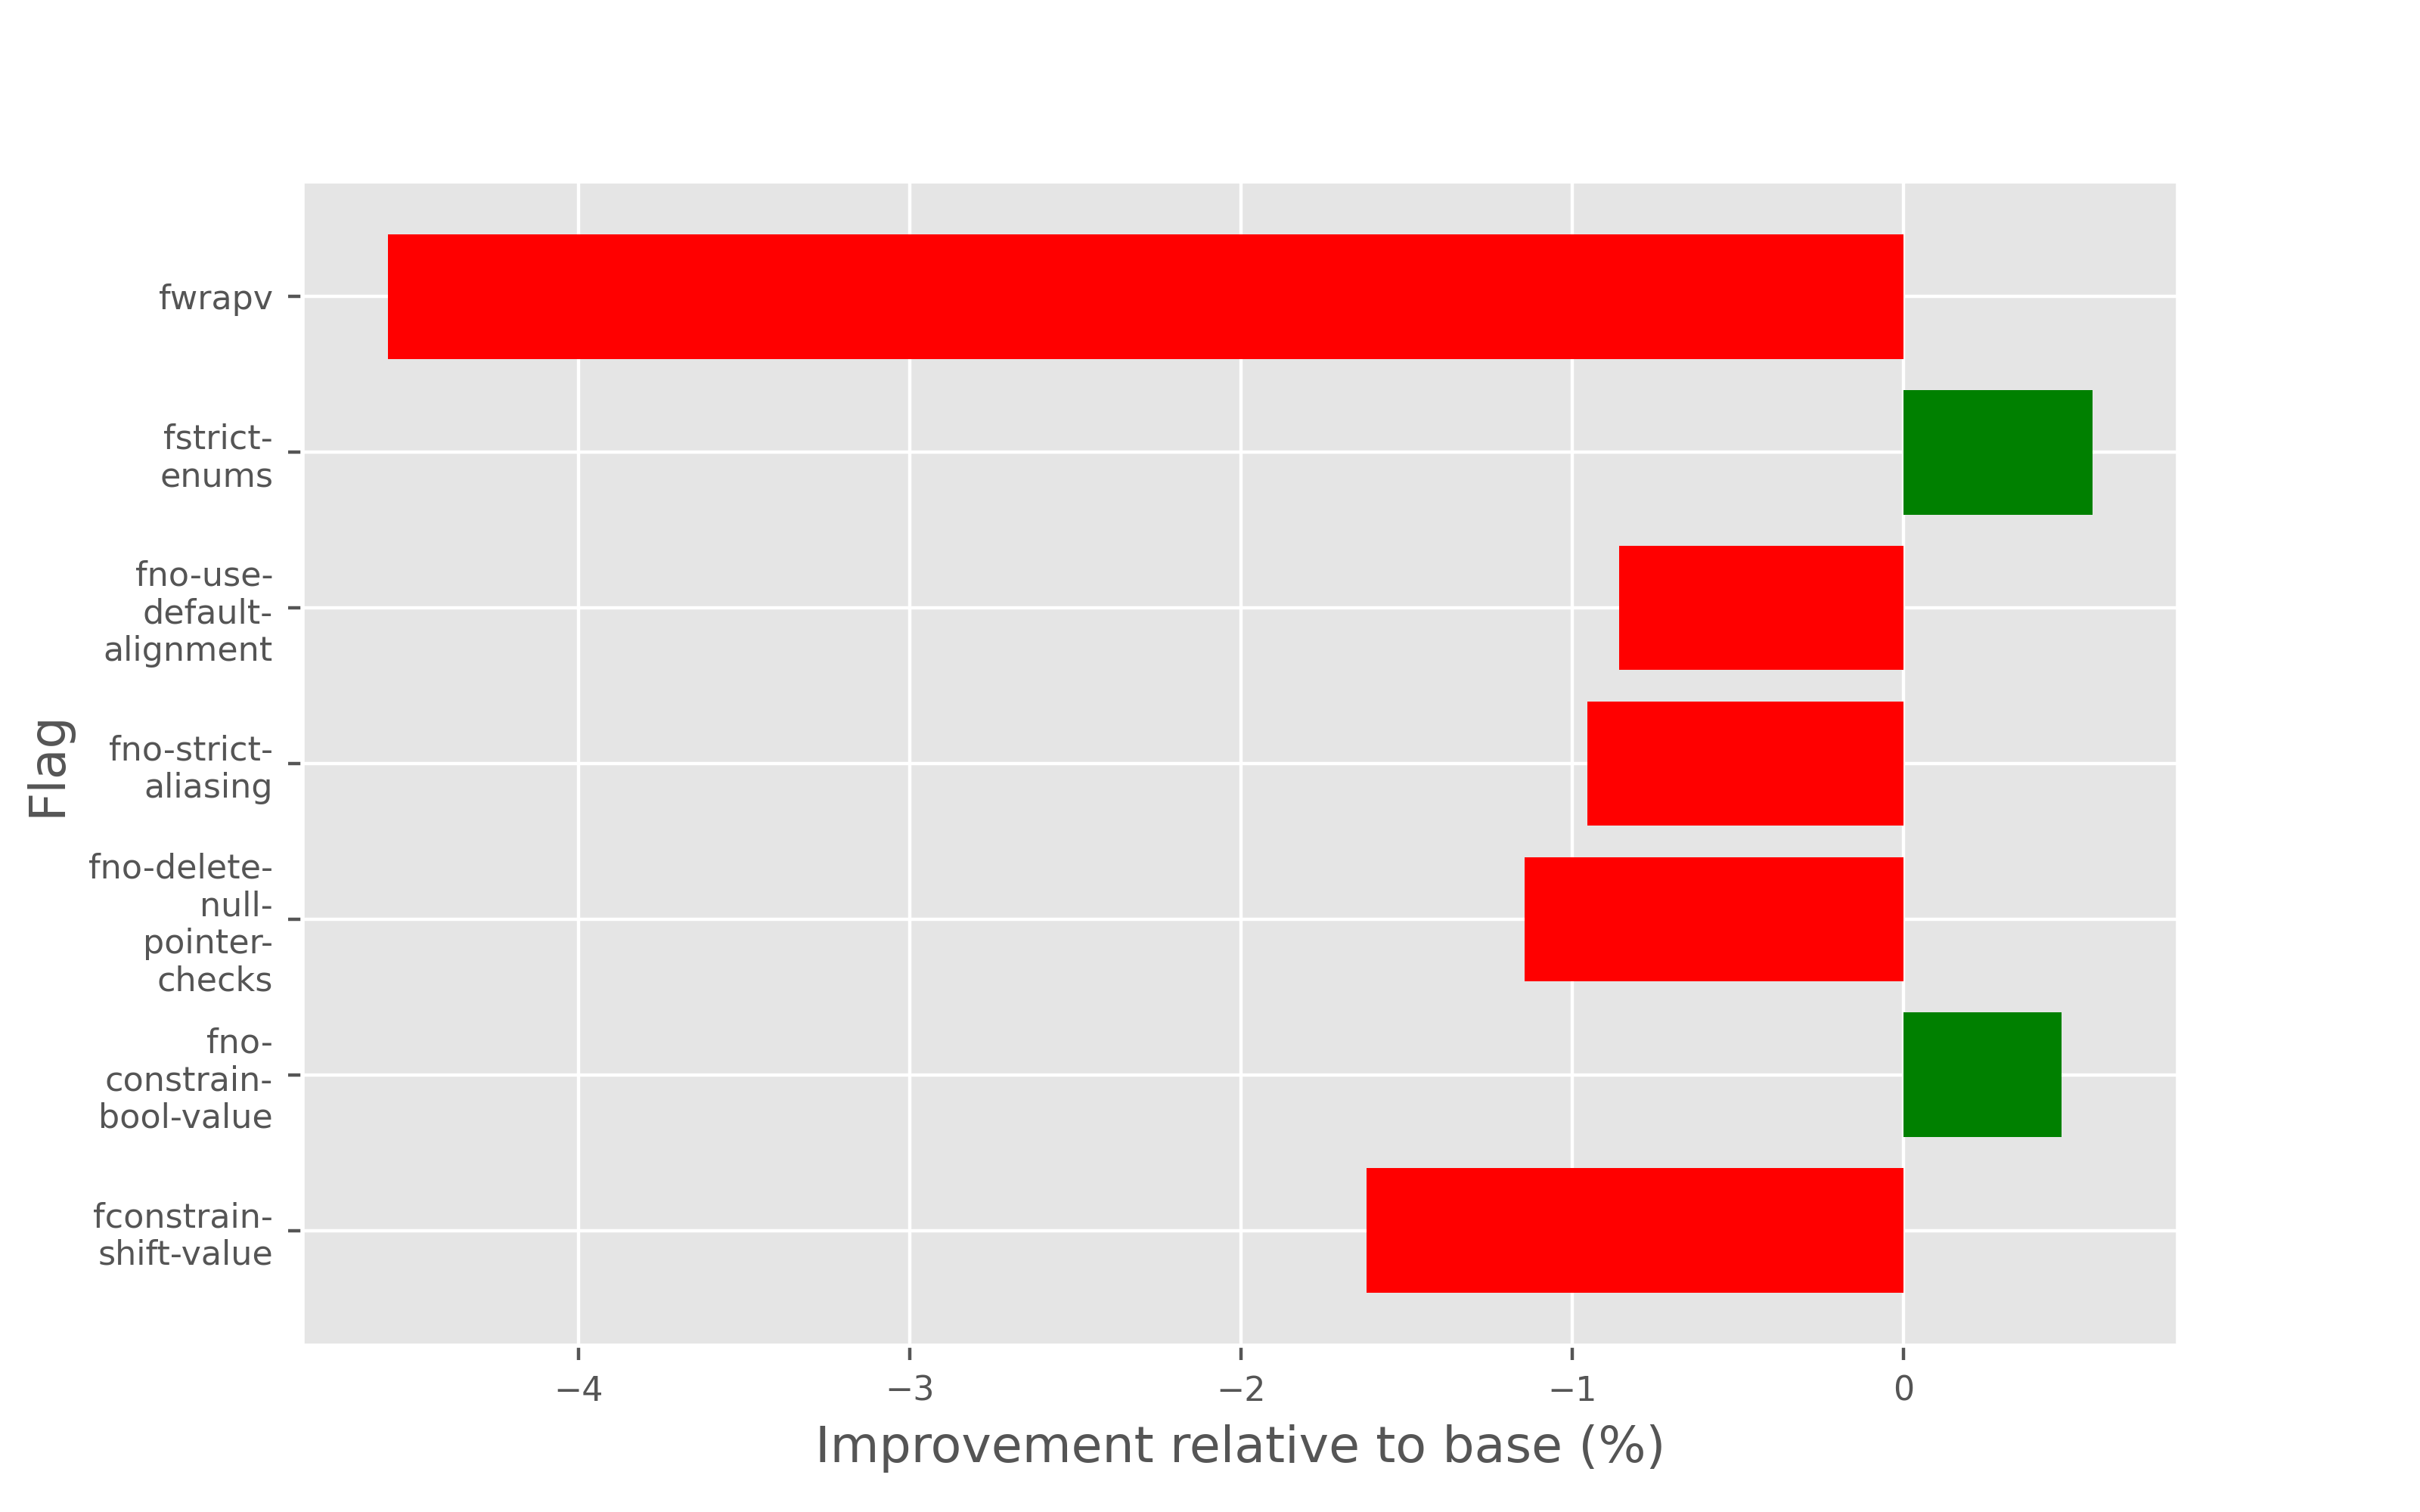 fwrapv
fstrict-
enums
fno-use-
default-
alignment
fno-strict-
aliasing
fno-delete-
null-
pointer-
checks
fno-
constrain-
bool-value
fconstrain-
shift-value
Flag
−4 −3 −2 −1 0
Improvement relative to base (%)